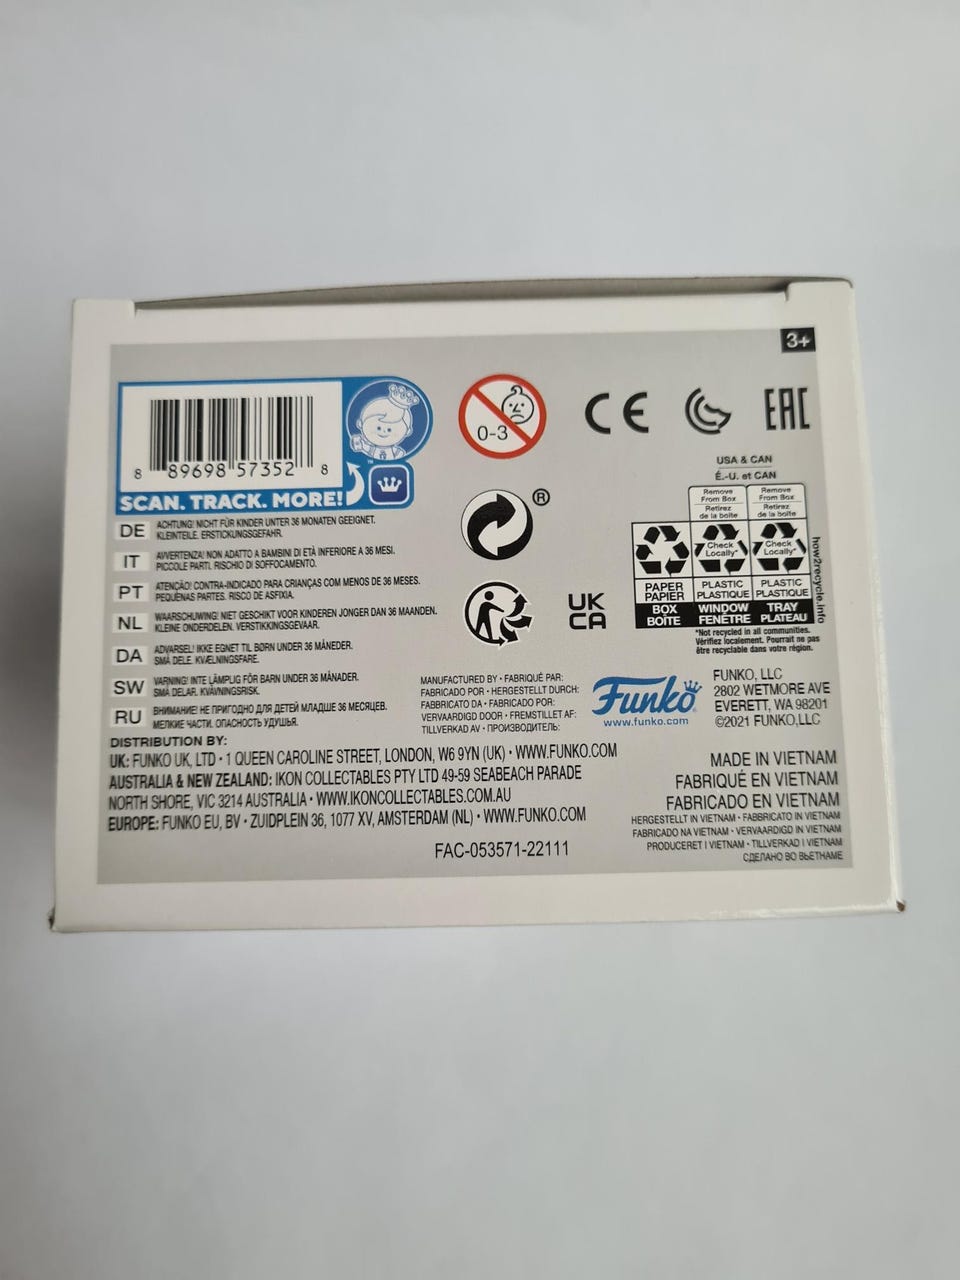 3+
8 89698 57352 8
™
SCAN. TRACK. MORE!
0-3
CE
EAC
®
UK
CA
USA & CAN
É.-U. et CAN
Remove From Box
Retirez de la boîte
Remove From Box
Retirez de la boîte
Check Locally*
Check Locally*
PAPER
PAPIER
PLASTIC
PLASTIQUE
PLASTIC
PLASTIQUE
BOX
BOÎTE
WINDOW
FENÊTRE
TRAY
PLATEAU
how2recycle.info
*Not recycled in all communities.
Vérifiez localement. Pourrait ne pas
être recyclable dans votre région.
DE ACHTUNG! NICHT FÜR KINDER UNTER 36 MONATEN GEEIGNET.
KLEINTEILE. ERSTICKUNGSGEFAHR.
IT AVVERTENZA! NON ADATTO A BAMBINI DI ETÀ INFERIORE A 36 MESI.
PICCOLE PARTI. RISCHIO DI SOFFOCAMENTO.
PT ATENCÃO! CONTRA-INDICADO PARA CRIANÇAS COM MENOS DE 36 MESES.
PEQUENAS PARTES. RISCO DE ASFIXIA.
NL WAARSCHUWING! NIET GESCHIKT VOOR KINDEREN JONGER DAN 36 MAANDEN.
KLEINE ONDERDELEN. VERSTIKKINGSGEVAAR.
DA ADVARSEL! IKKE EGNET TIL BØRN UNDER 36 MÅNEDER.
SMÅ DELE. KVÆLNINGSFARE.
SW VARNING! INTE LÄMPLIG FÖR BARN UNDER 36 MÅNADER.
SMÅ DELAR. KVÄVNINGSRISK.
RU ВНИМАНИЕ! НЕ ПРИГОДНО ДЛЯ ДЕТЕЙ МЛАДШЕ 36 МЕСЯЦЕВ.
МЕЛКИЕ ЧАСТИ. ОПАСНОСТЬ УДУШЬЯ.
MANUFACTURED BY • FABRIQUÉ PAR:
FABRICADO POR • HERGESTELLT DURCH:
FABRICATO DA • FABRICADO POR:
VERVAARDIGD DOOR • FREMSTILLET AF:
TILLVERKAD AV • ПРОИЗВОДИТЕЛЬ:
Funko
www.funko.com
FUNKO, LLC
2802 WETMORE AVE
EVERETT, WA 98201
©2021 FUNKO,LLC
DISTRIBUTION BY:
UK: FUNKO UK, LTD • 1 QUEEN CAROLINE STREET, LONDON, W6 9YN (UK) • WWW.FUNKO.COM
AUSTRALIA & NEW ZEALAND: IKON COLLECTABLES PTY LTD 49-59 SEABEACH PARADE
NORTH SHORE, VIC 3214 AUSTRALIA • WWW.IKONCOLLECTABLES.COM.AU
EUROPE: FUNKO EU, BV • ZUIDPLEIN 36, 1077 XV, AMSTERDAM (NL) • WWW.FUNKO.COM
FAC-053571-22111
MADE IN VIETNAM
FABRIQUÉ EN VIETNAM
FABRICADO EN VIETNAM
HERGESTELLT IN VIETNAM • FABBRICATO IN VIETNAM
FABRICADO NA VIETNAM • VERVAARDIGD IN VIETNAM
PRODUCERET I VIETNAM • TILLVERKAD I VIETNAM
СДЕЛАНО ВО ВЬЕТНАМЕ